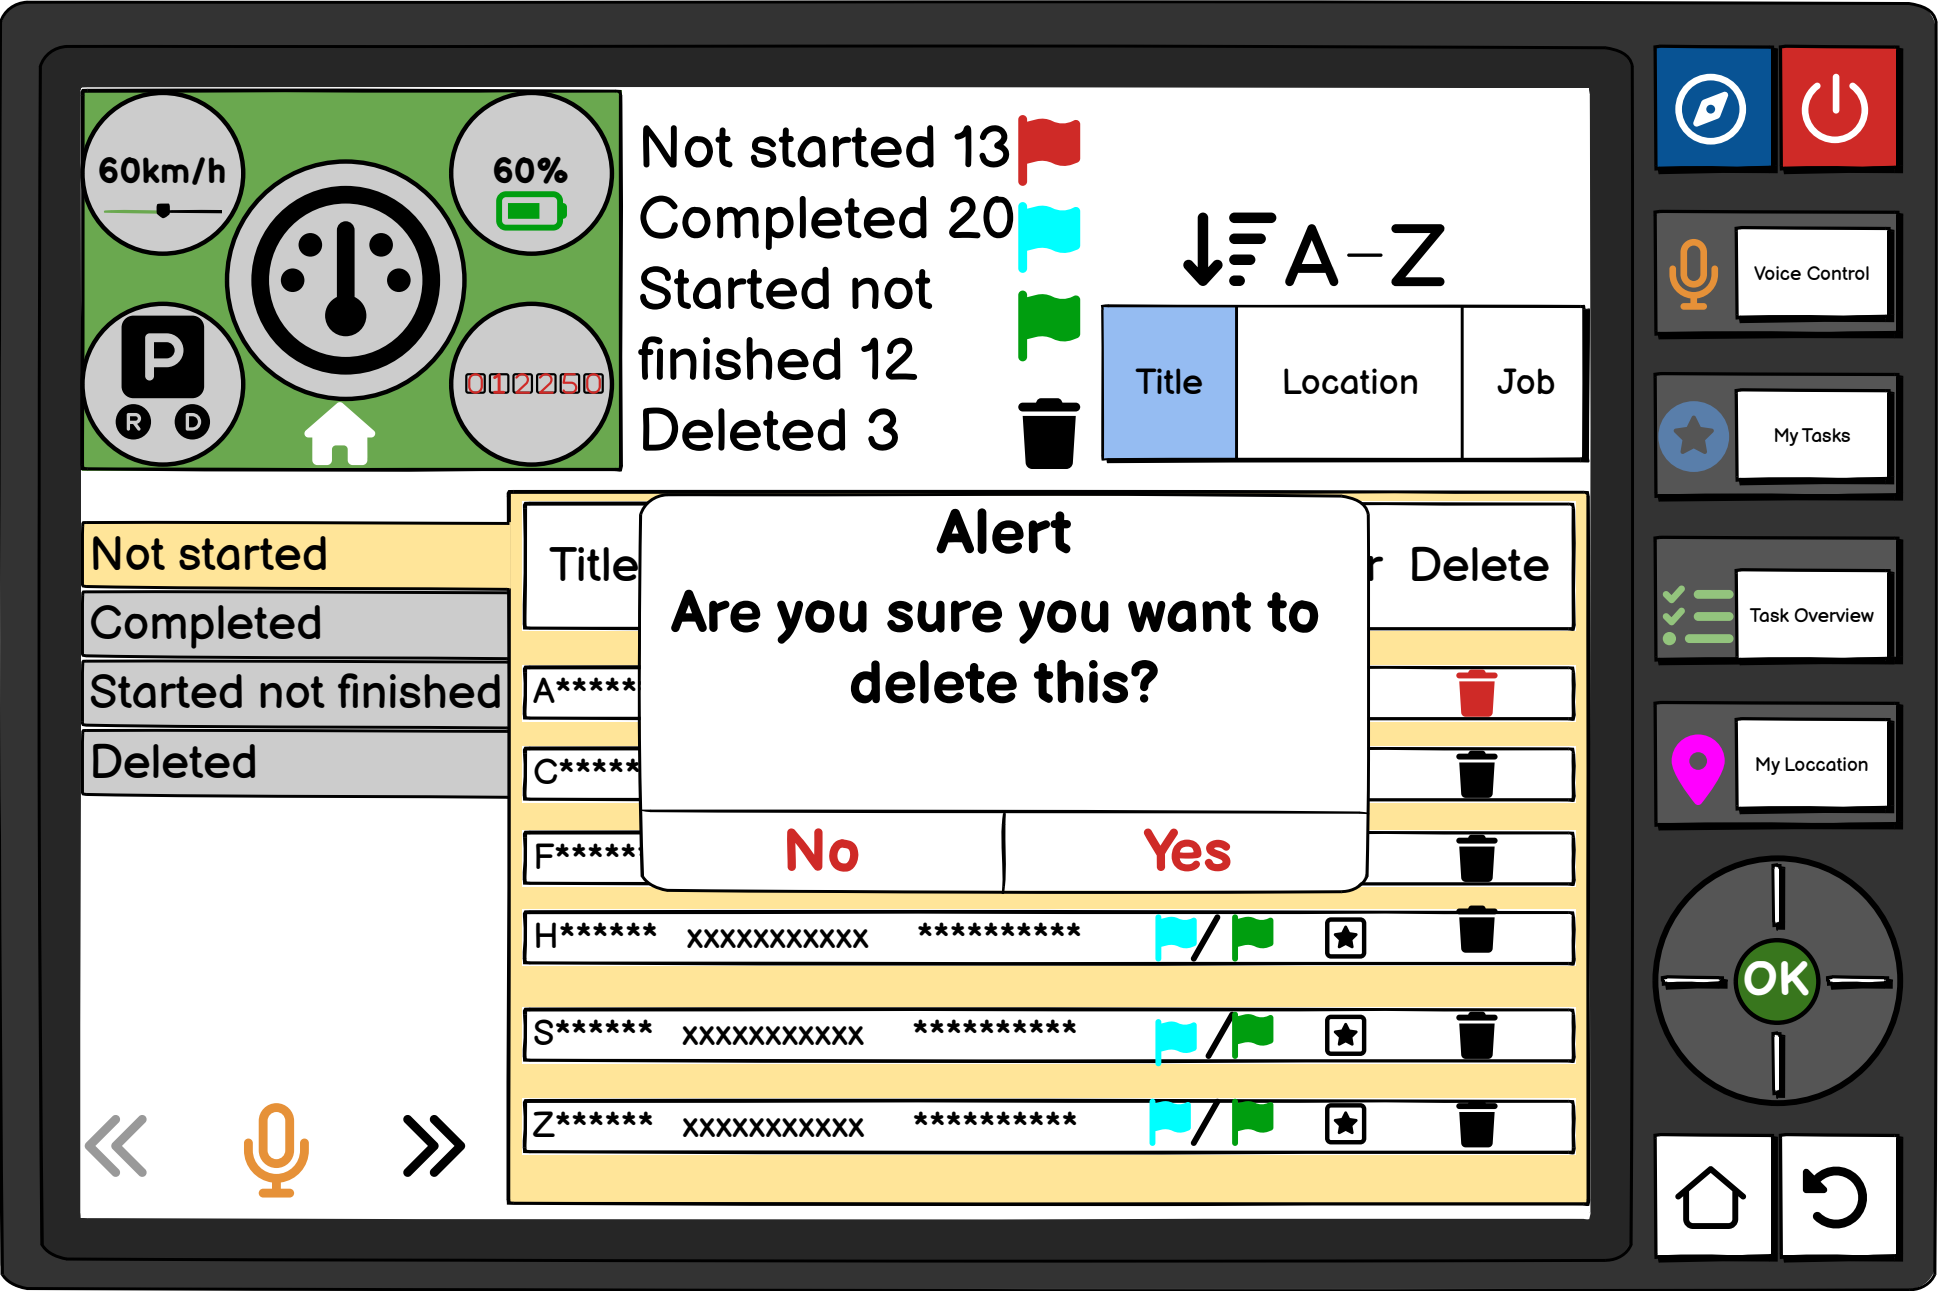 60km/h
60%
P
R D
012250
Not started 13
Completed 20
Started not
finished 12
Deleted 3
A-Z
Title Location Job
Voice Control
My Tasks
Task Overview
My Loccation
OK
Not started
Completed
Started not finished
Deleted
Title r Delete
Alert
Are you sure you want to
delete this?
No Yes
A*****
C*****
F*****
H****** xxxxxxxxxxx **********
S****** xxxxxxxxxxx **********
Z****** xxxxxxxxxxx **********